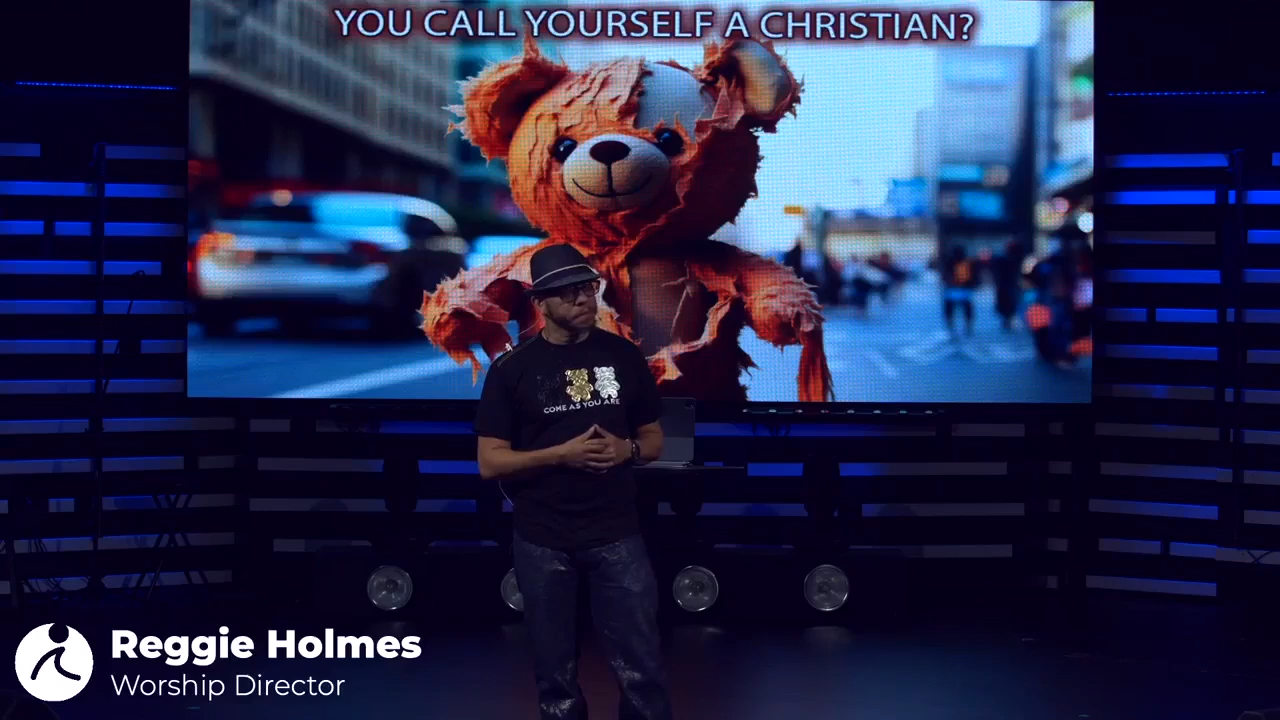 YOU CALL YOURSELF A CHRISTIAN?
COME AS YOU ARE
Reggie Holmes
Worship Director